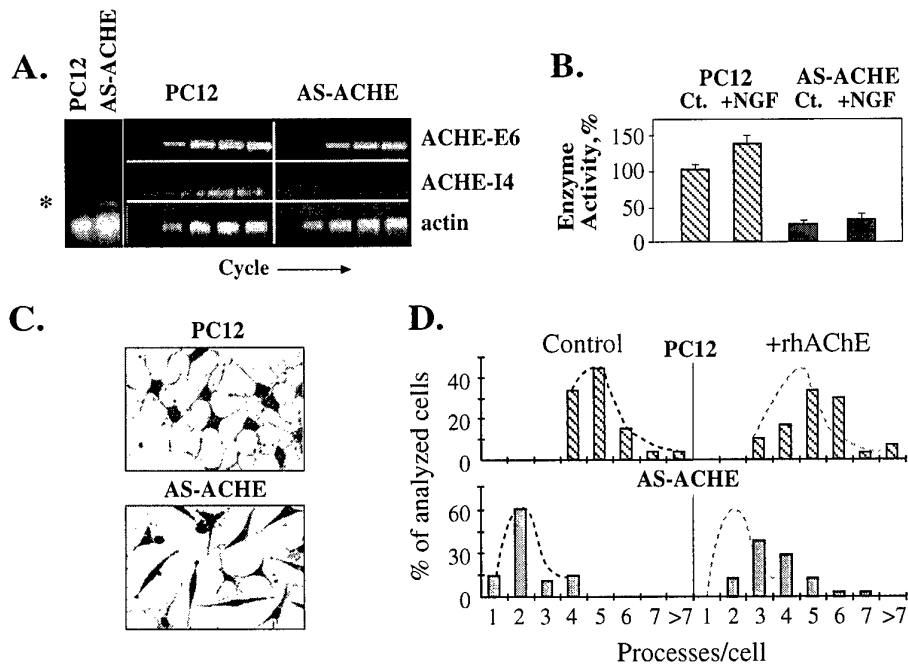 A.
PC12
AS-ACHE
PC12
AS-ACHE
ACHE-E6
ACHE-I4
actin
*
Cycle
B.
PC12
AS-ACHE
Ct. +NGF Ct. +NGF
Enzyme
Activity,%
150
100
50
0
C.
PC12
AS-ACHE
D.
Control
PC12
+rhAChE
% of analyzed cells
40
20
0
AS-ACHE
60
30
0
1 2 3 4 5 6 7 >7 1 2 3 4 5 6 7 >7
Processes/cell